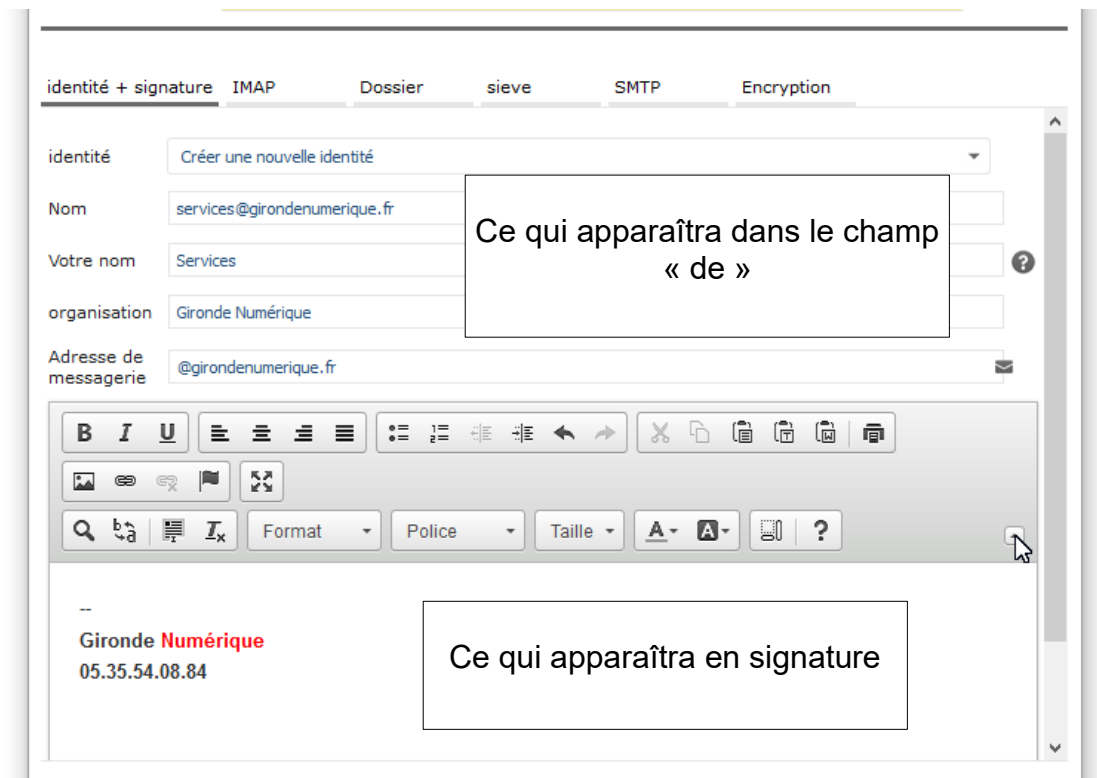 identité + signature IMAP Dossier sieve SMTP Encryption
identité Créer une nouvelle identité
Nom services@girondenumerique.fr
Ce qui apparaîtra dans le champ
« de »
Votre nom Services
organisation Gironde Numérique
Adresse de
messagerie @girondenumerique.fr
B I U
Format Police Taille A A ?
--
Gironde Numérique
05.35.54.08.84
Ce qui apparaîtra en signature